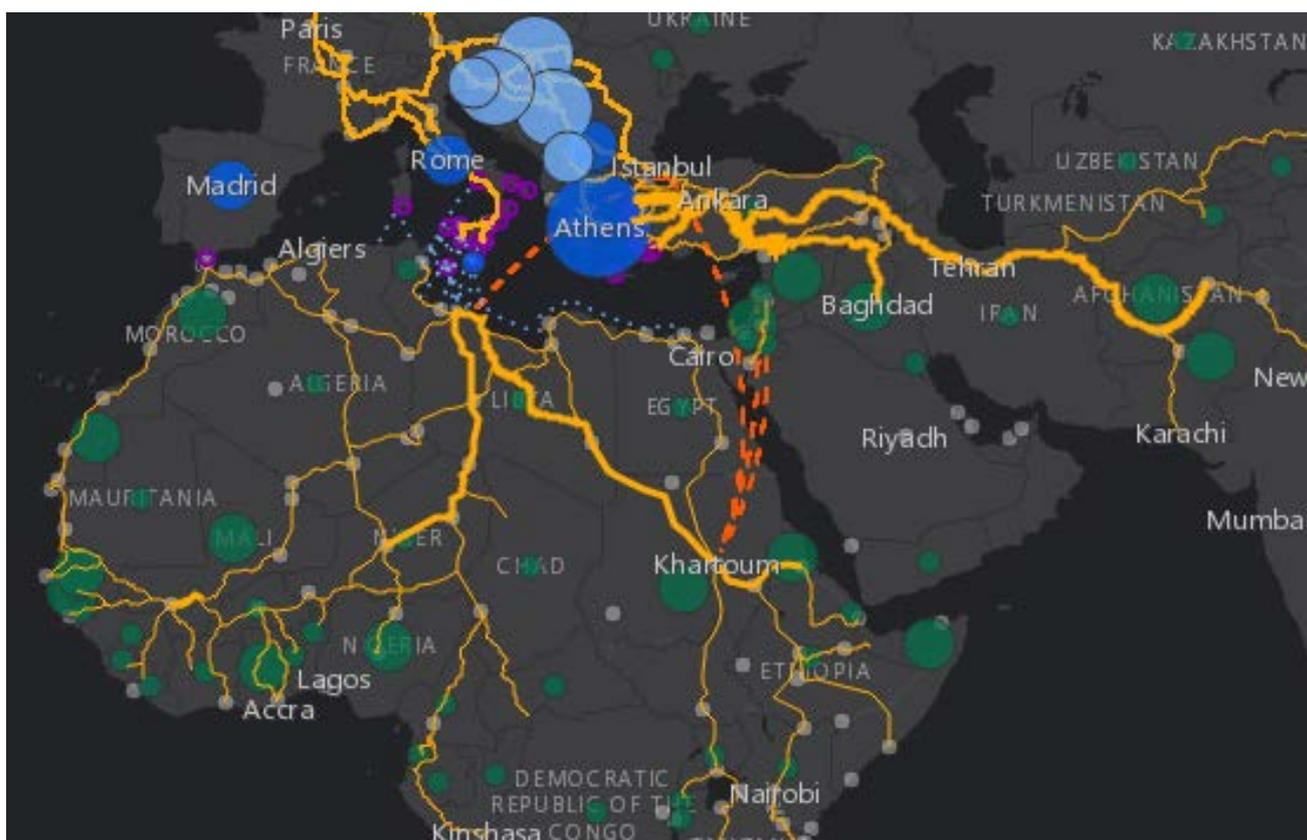 UKRAINE
Paris
KAZAKHSTAN
FRANCE
Rome
Istanbul
UZBEKISTAN
Madrid
Ankara
TURKMENISTAN
Athens
Algiers
Tehran
Baghdad
AFGHANISTAN
IRAN
MOROCCO
Cairo
ALGERIA
New
LIBYA
EGYPT
Riyadh
Karachi
MAURITANIA
Mumba
MALI
NIGER
CHAD
Khartoum
NIGERIA
ETHIOPIA
Lagos
Accra
DEMOCRATIC
REPUBLIC OF THE
CONGO
Nairobi
Kinshasa